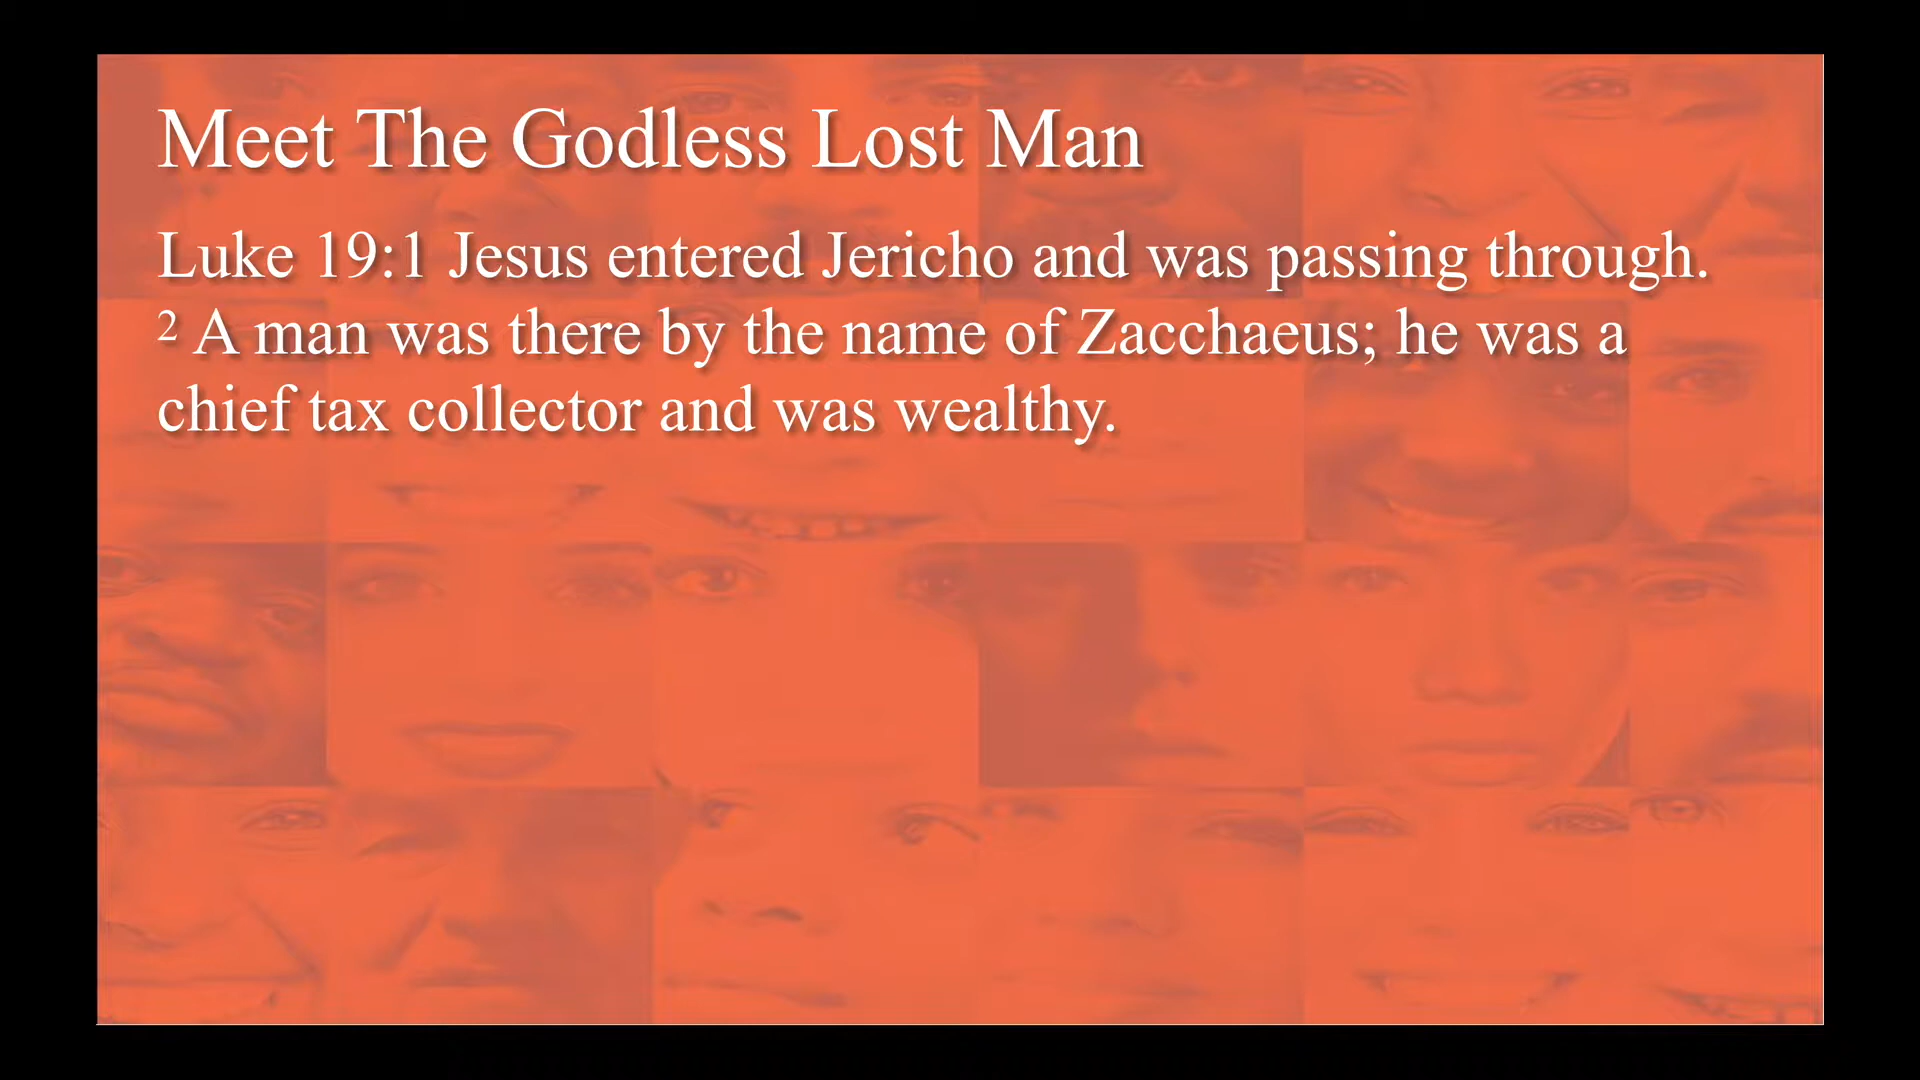 Meet The Godless Lost Man
Luke 19:1 Jesus entered Jericho and was passing through.
2 A man was there by the name of Zacchaeus; he was a
chief tax collector and was wealthy.